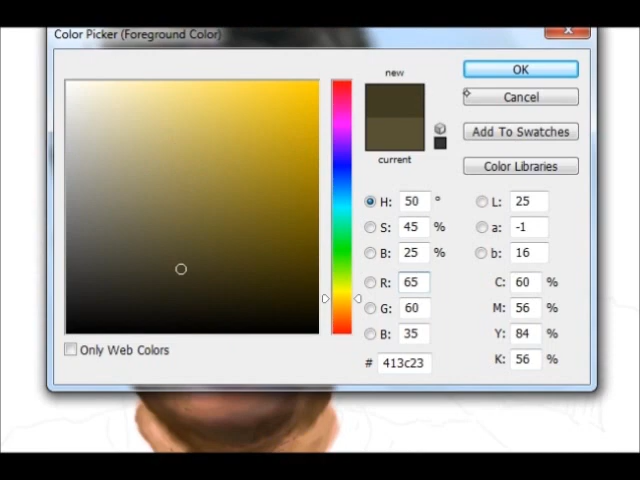 Color Picker (Foreground Color)
X
new
current
OK
Cancel
Add To Swatches
Color Libraries
H: 50 °
S: 45 %
B: 25 %
R: 65
G: 60
B: 35
# 413c23
L: 25
a: -1
b: 16
C: 60 %
M: 56 %
Y: 84 %
K: 56 %
Only Web Colors